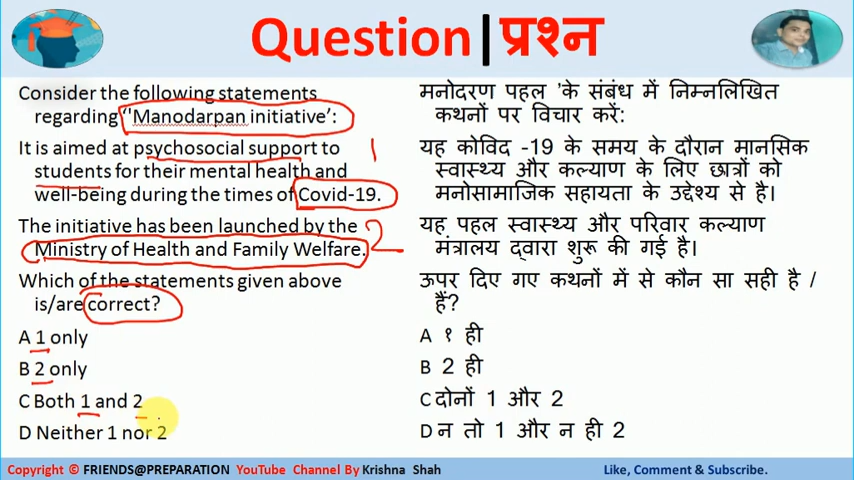 Question|प्रश्न
Consider the following statements
regarding ‘'Manodarpan initiative’:
It is aimed at psychosocial support to 1
students for their mental health and
well-being during the times of Covid-19.
The initiative has been launched by the 2
Ministry of Health and Family Welfare.
Which of the statements given above
is/are correct?
A 1 only
B 2 only
C Both 1 and 2
D Neither 1 nor 2
मनोदरण पहल 'के संबंध में निम्नलिखित
कथनों पर विचार करें:
यह कोविद -19 के समय के दौरान मानसिक
स्वास्थ्य और कल्याण के लिए छात्रों को
मनोसामाजिक सहायता के उद्देश्य से है।
यह पहल स्वास्थ्य और परिवार कल्याण
मंत्रालय द्वारा शुरू की गई है।
ऊपर दिए गए कथनों में से कौन सा सही है /
हैं?
A १ ही
B 2 ही
C दोनों 1 और 2
D न तो 1 और न ही 2
Copyright © FRIENDS@PREPARATION YouTube Channel By Krishna Shah
Like, Comment & Subscribe.